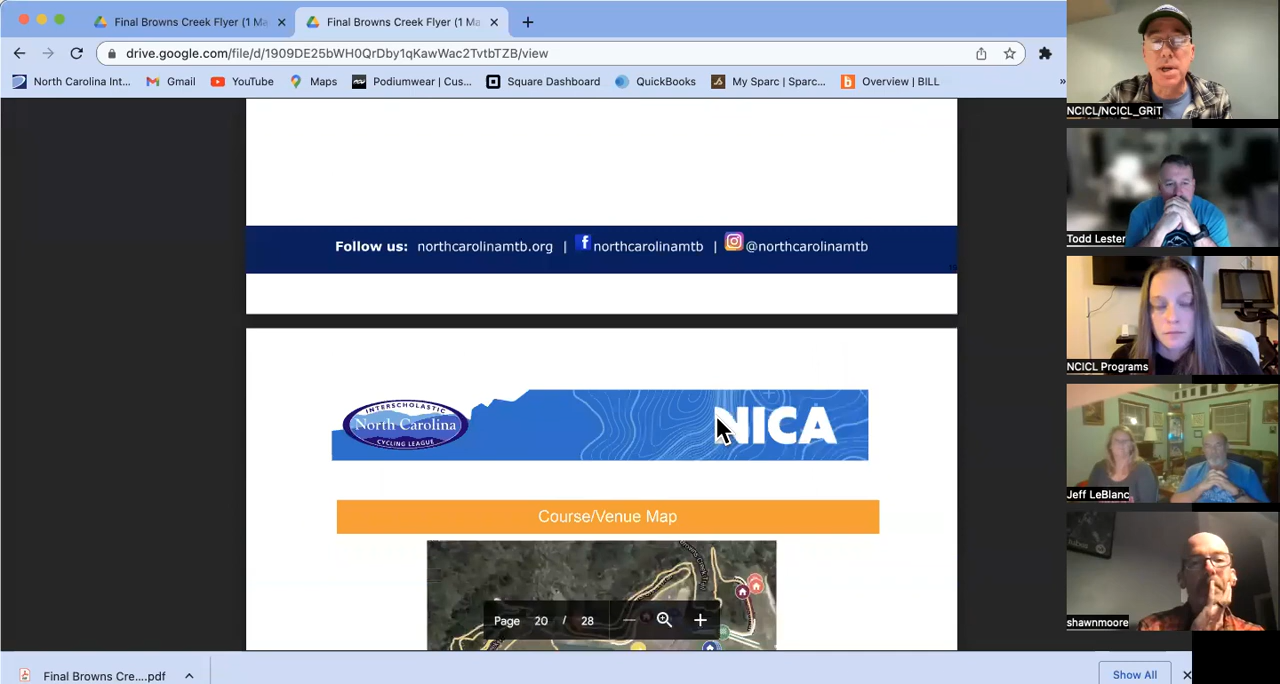 Final Browns Creek Flyer (1 Ma
Final Browns Creek Flyer (1 Ma
drive.google.com/file/d/1909DE25bWH0QrDby1qKawWac2TvtbTZB/view
North Carolina Int... Gmail YouTube Maps Podiumwear | Cus... Square Dashboard QuickBooks My Sparc | Sparc... Overview | BILL »
Follow us: northcarolinamtb.org | northcarolinamtb | @northcarolinamtb
INTERSCHOLASTIC
North Carolina
CYCLING LEAGUE
NICA
Course/Venue Map
Page 20 / 28
Final Browns Cre....pdf
Show All
NCICL/NCICL_GRiT
Todd Lester
NCICL Programs
Jeff LeBlanc
shawnmoore